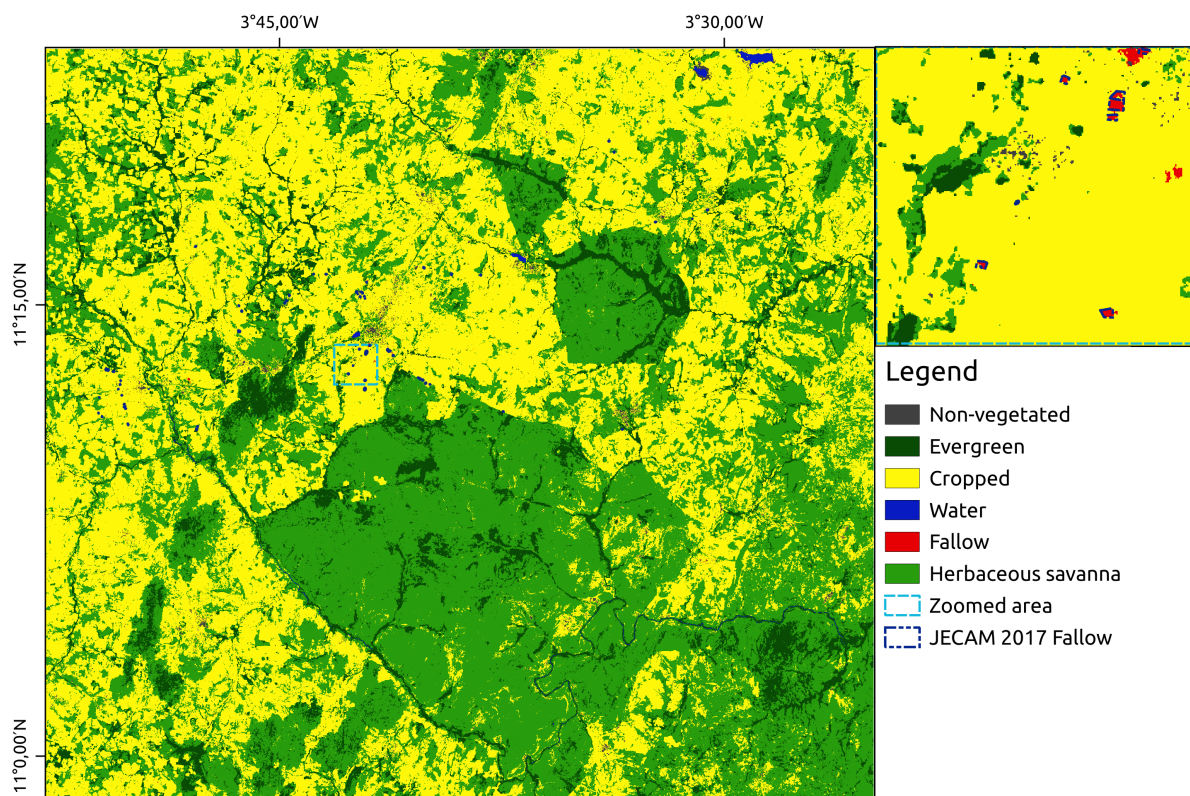 3°45,00′W
3°30,00′W
11°15,00′N
11°0,00′N
Legend
Non-vegetated
Evergreen
Cropped
Water
Fallow
Herbaceous savanna
Zoomed area
JECAM 2017 Fallow